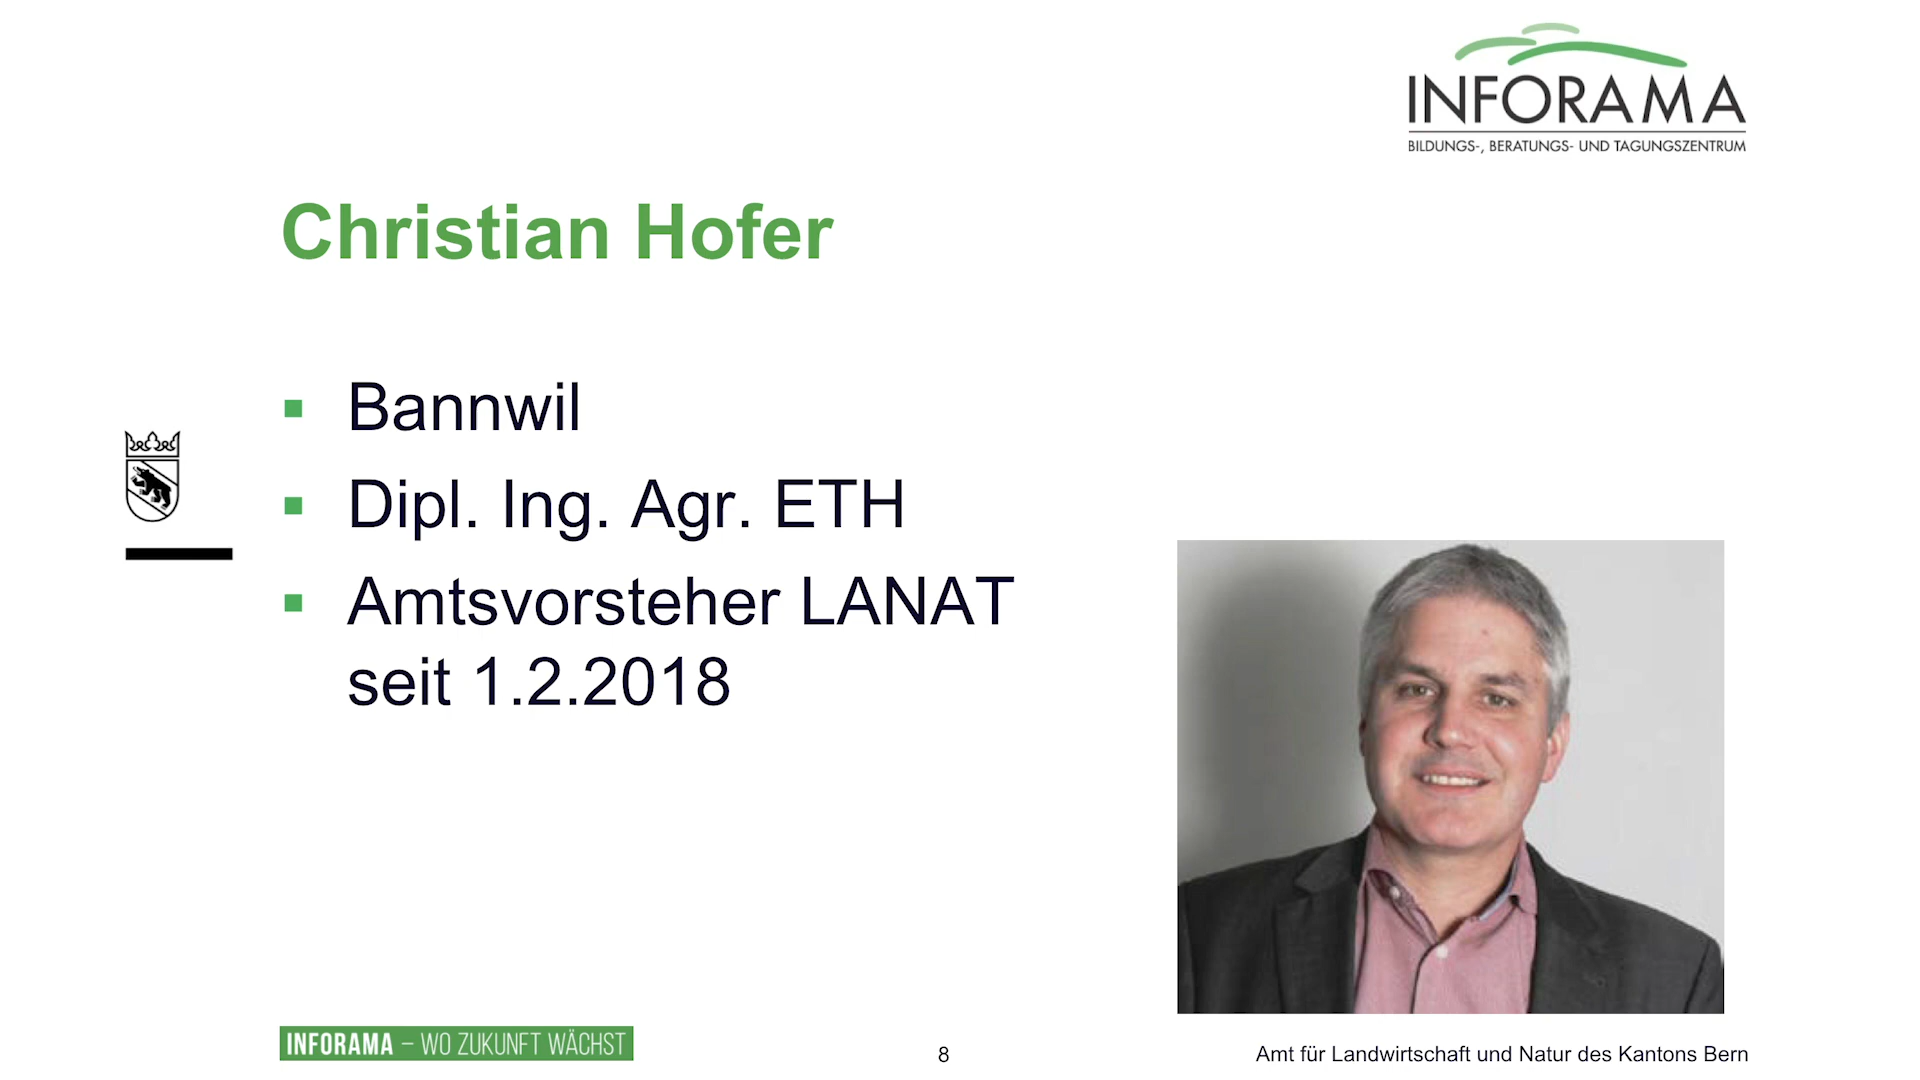 INFORAMA
BILDUNGS-, BERATUNGS- UND TAGUNGSZENTRUM
Christian Hofer
Bannwil
Dipl. Ing. Agr. ETH
Amtsvorsteher LANAT
seit 1.2.2018
INFORAMA – WO ZUKUNFT WÄCHST
8
Amt für Landwirtschaft und Natur des Kantons Bern